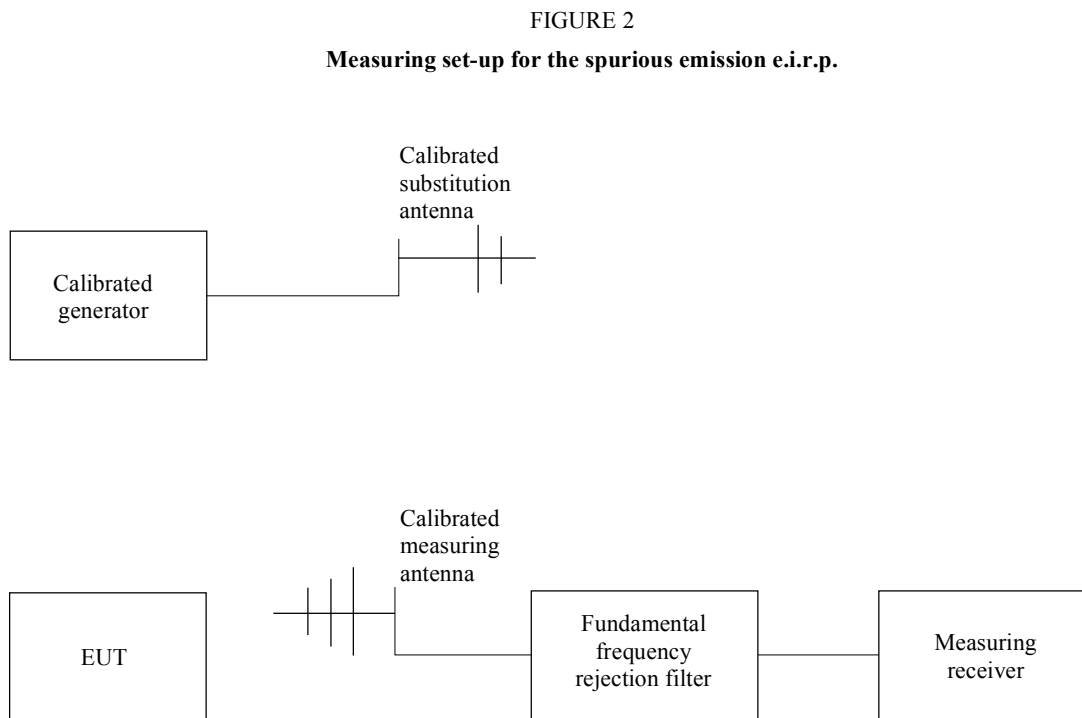 FIGURE 2
Measuring set-up for the spurious emission e.i.r.p.
Calibrated
substitution
antenna
Calibrated
generator
Calibrated
measuring
antenna
EUT
Fundamental
frequency
rejection filter
Measuring
receiver